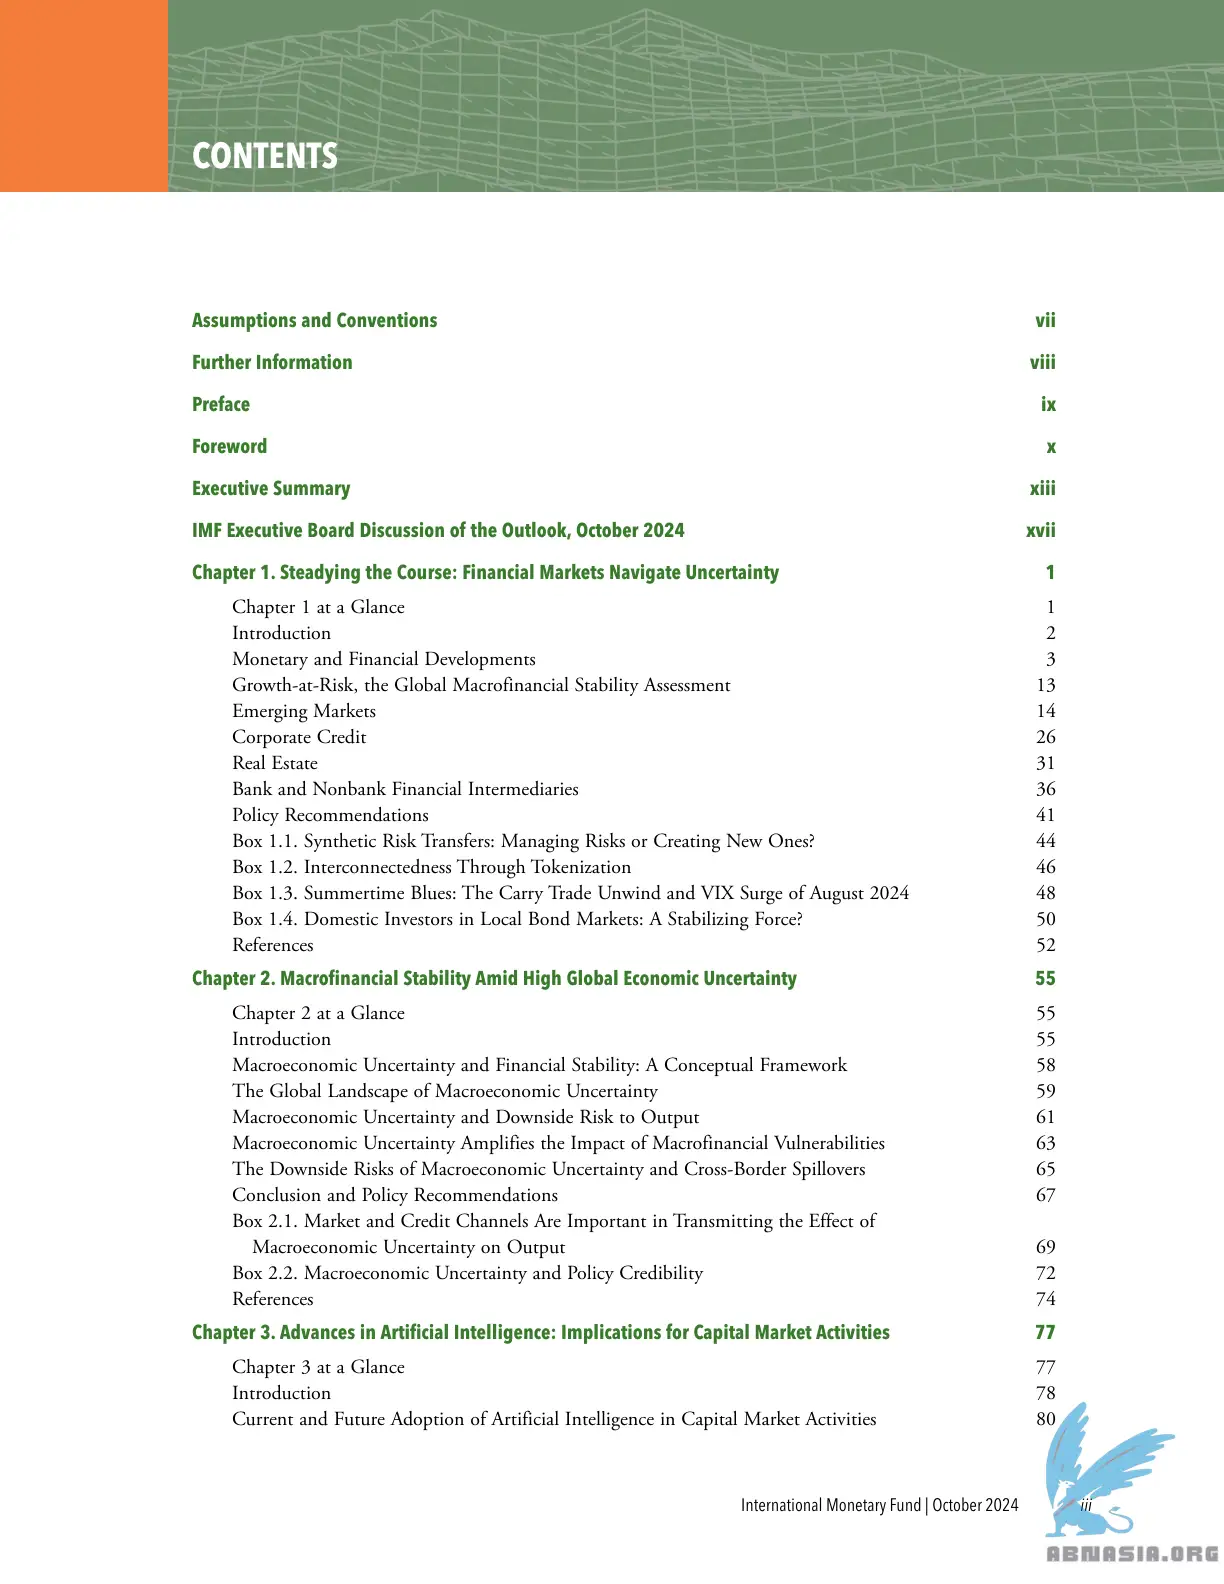 CONTENTS
Assumptions and Conventions vii
Further Information viii
Preface ix
Foreword x
Executive Summary xiii
IMF Executive Board Discussion of the Outlook, October 2024 xvii
Chapter 1. Steadying the Course: Financial Markets Navigate Uncertainty 1
Chapter 1 at a Glance 1
Introduction 2
Monetary and Financial Developments 3
Growth-at-Risk, the Global Macrofinancial Stability Assessment 13
Emerging Markets 14
Corporate Credit 26
Real Estate 31
Bank and Nonbank Financial Intermediaries 36
Policy Recommendations 41
Box 1.1. Synthetic Risk Transfers: Managing Risks or Creating New Ones? 44
Box 1.2. Interconnectedness Through Tokenization 46
Box 1.3. Summertime Blues: The Carry Trade Unwind and VIX Surge of August 2024 48
Box 1.4. Domestic Investors in Local Bond Markets: A Stabilizing Force? 50
References 52
Chapter 2. Macrofinancial Stability Amid High Global Economic Uncertainty 55
Chapter 2 at a Glance 55
Introduction 55
Macroeconomic Uncertainty and Financial Stability: A Conceptual Framework 58
The Global Landscape of Macroeconomic Uncertainty 59
Macroeconomic Uncertainty and Downside Risk to Output 61
Macroeconomic Uncertainty Amplifies the Impact of Macrofinancial Vulnerabilities 63
The Downside Risks of Macroeconomic Uncertainty and Cross-Border Spillovers 65
Conclusion and Policy Recommendations 67
Box 2.1. Market and Credit Channels Are Important in Transmitting the Effect of
Macroeconomic Uncertainty on Output 69
Box 2.2. Macroeconomic Uncertainty and Policy Credibility 72
References 74
Chapter 3. Advances in Artificial Intelligence: Implications for Capital Market Activities 77
Chapter 3 at a Glance 77
Introduction 78
Current and Future Adoption of Artificial Intelligence in Capital Market Activities 80
International Monetary Fund | October 2024 iii
ABNASIA.ORG